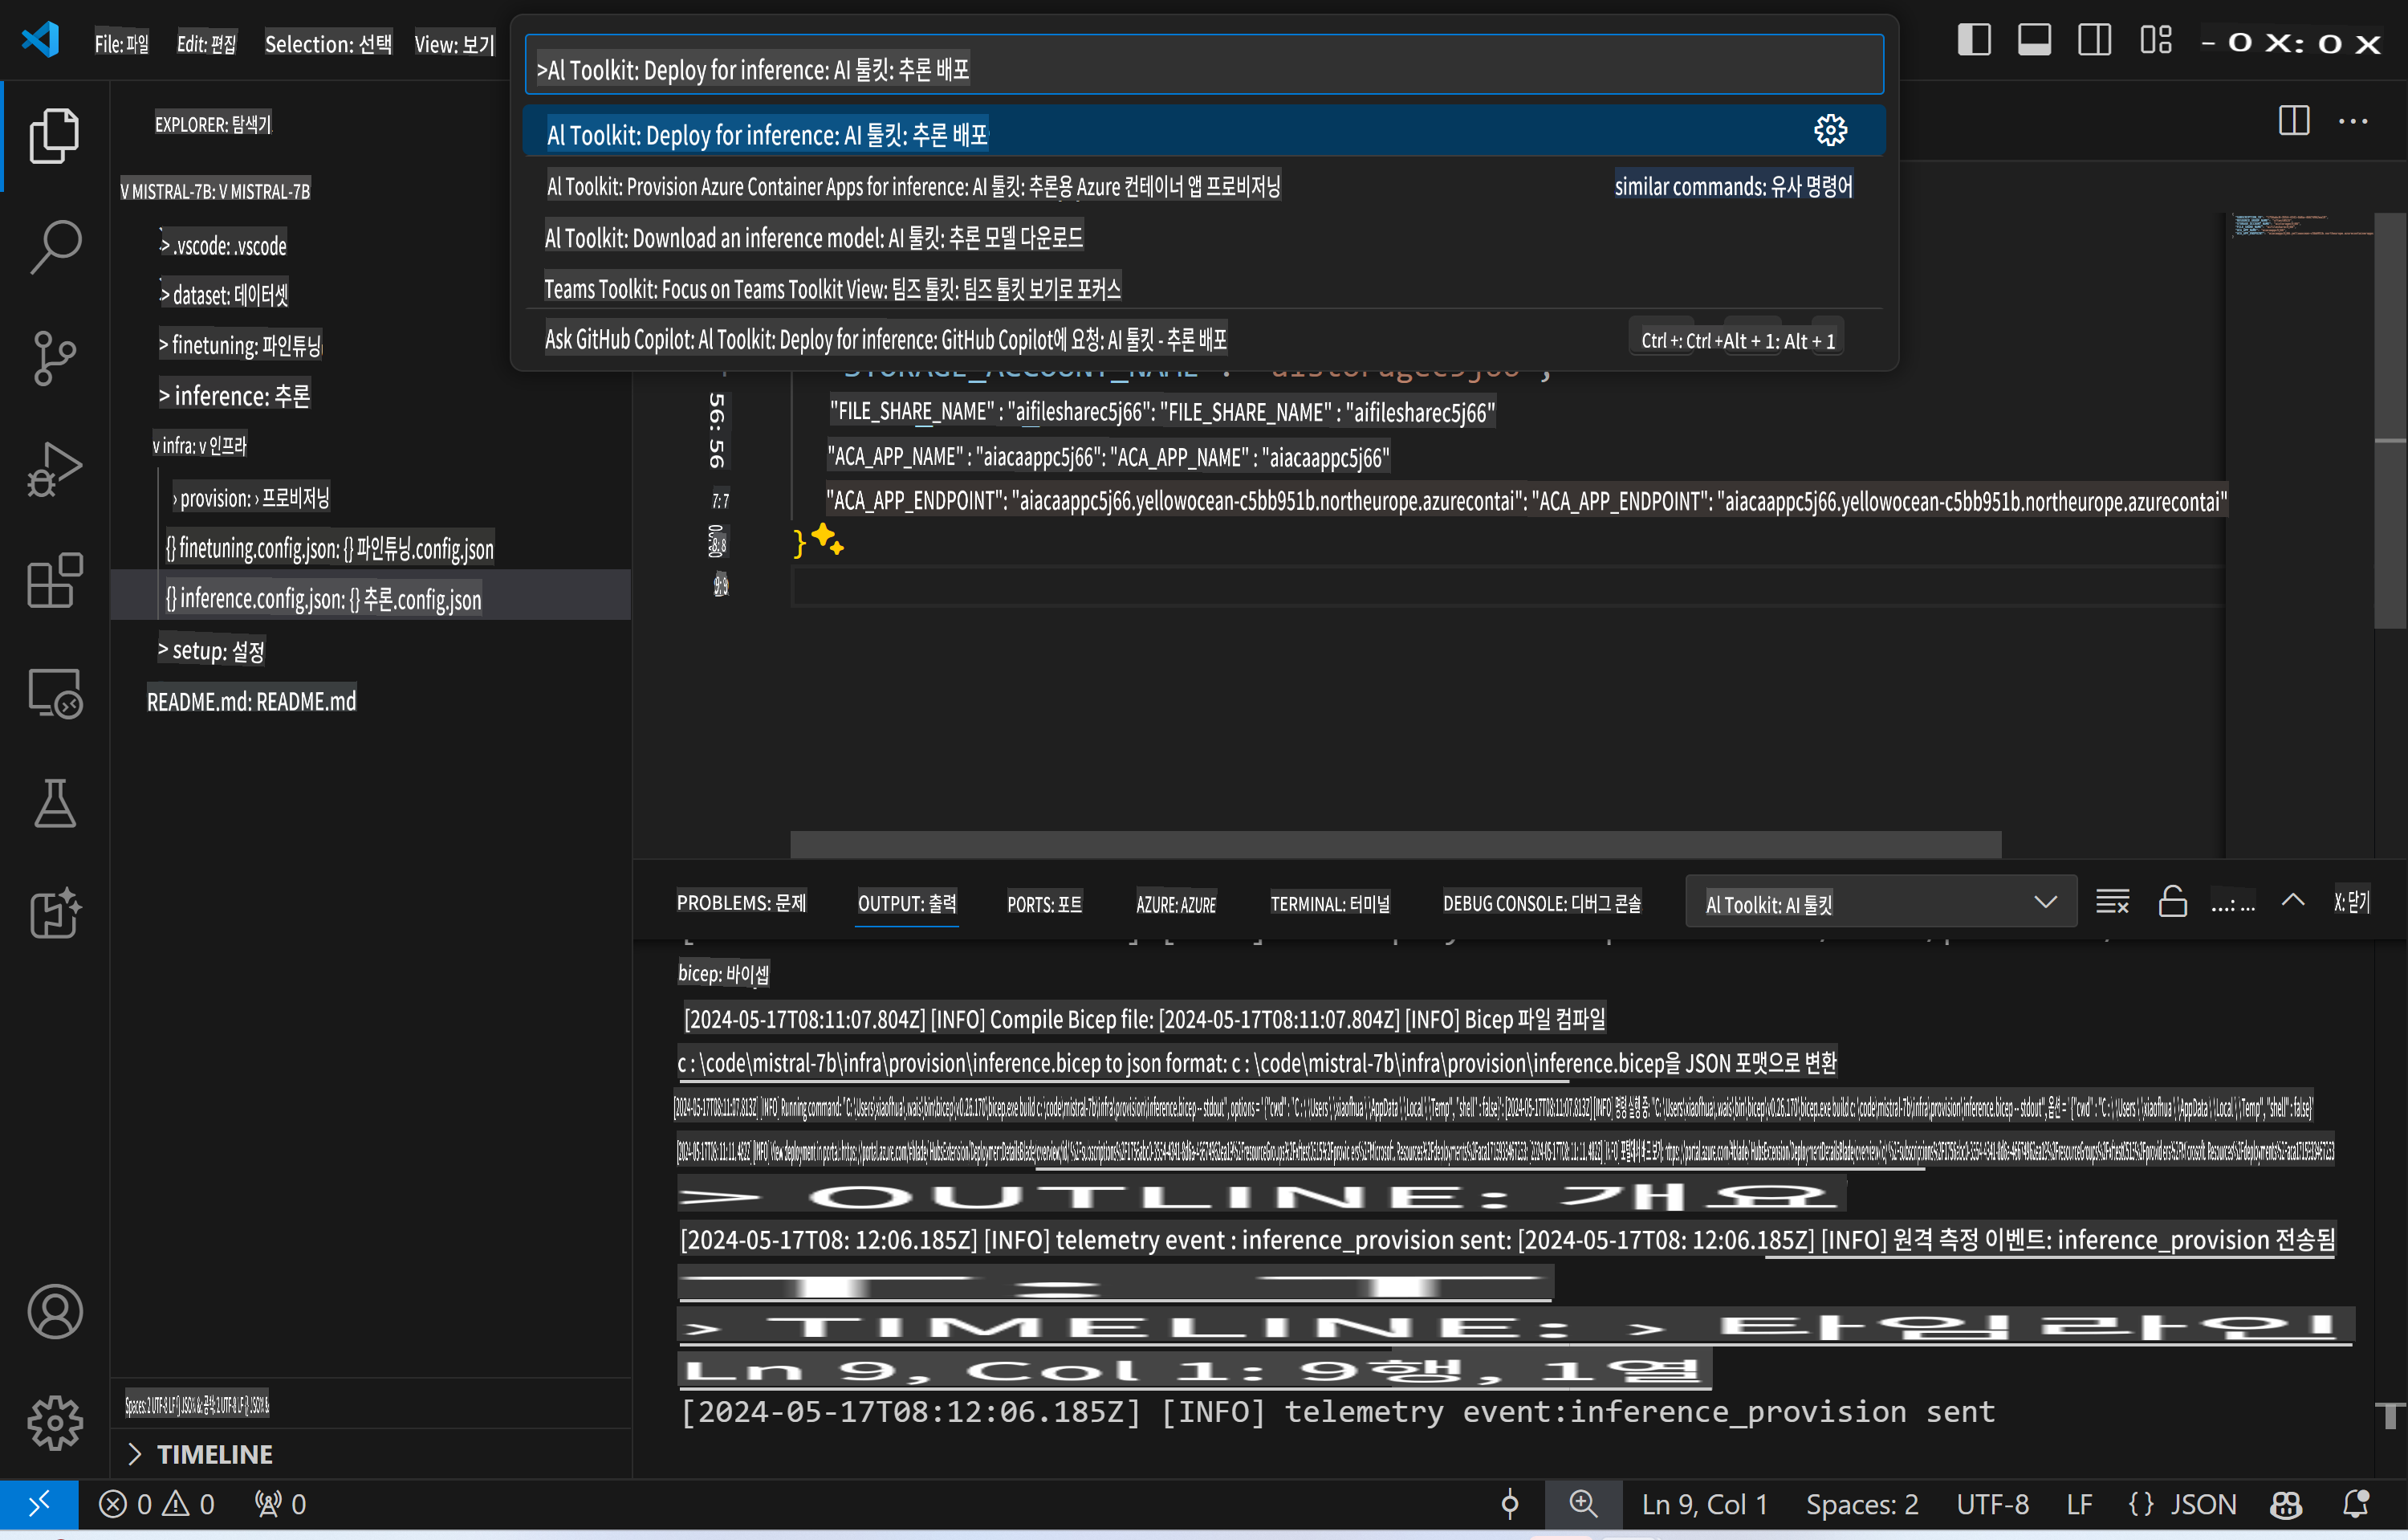 File: 파일 Edit: 편집 Selection: 선택 View: 보기
>Al Toolkit: Deploy for inference: AI 툴킷: 추론 배포
- O X: O X
Al Toolkit: Deploy for inference: AI 툴킷: 추론 배포
Al Toolkit: Provision Azure Container Apps for inference: AI 툴킷: 추론용 Azure 컨테이너 앱 프로비저닝
similar commands: 유사 명령어
Al Toolkit: Download an inference model: AI 툴킷: 추론 모델 다운로드
Teams Toolkit: Focus on Teams Toolkit View: 팀즈 툴킷: 팀즈 툴킷 보기로 포커스
Ask GitHub Copilot: Al Toolkit: Deploy for inference: GitHub Copilot에 요청: AI 툴킷 - 추론 배포
Ctrl +: Ctrl +Alt + 1: Alt + 1
EXPLORER: 탐색기
V MISTRAL-7B: V MISTRAL-7B
> .vscode: .vscode
> dataset: 데이터셋
> finetuning: 파인튜닝
> inference: 추론
v infra: v 인프라
› provision: › 프로비저닝
{} finetuning.config.json: {} 파인튜닝.config.json
{} inference.config.json: {} 추론.config.json
> setup: 설정
README.md: README.md
56: 56
"FILE_SHARE_NAME" : "aifilesharec5j66": "FILE_SHARE_NAME" : "aifilesharec5j66"
"ACA_APP_NAME" : "aiacaappc5j66": "ACA_APP_NAME" : "aiacaappc5j66"
7: 7
"ACA_APP_ENDPOINT": "aiacaappc5j66.yellowocean-c5bb951b.northeurope.azurecontai": "ACA_APP_ENDPOINT": "aiacaappc5j66.yellowocean-c5bb951b.northeurope.azurecontai"
}
9: 9
PROBLEMS: 문제 OUTPUT: 출력 PORTS: 포트 AZURE: AZURE TERMINAL: 터미널 DEBUG CONSOLE: 디버그 콘솔 Al Toolkit: AI 툴킷 ...: ... X: 닫기
bicep: 바이셉
[2024-05-17T08:11:07.804Z] [INFO] Compile Bicep file: [2024-05-17T08:11:07.804Z] [INFO] Bicep 파일 컴파일
c : \code\mistral-7b\infra\provision\inference.bicep to json format: c : \code\mistral-7b\infra\provision\inference.bicep을 JSON 포맷으로 변환
> OUTLINE: 개요
[2024-05-17T08: 12:06.185Z] [INFO] telemetry event : inference_provision sent: [2024-05-17T08: 12:06.185Z] [INFO] 원격 측정 이벤트: inference_provision 전송됨
T: T
> TIMELINE: > 타임라인
Ln 9, Col 1: 9행, 1열
[2024-05-17T08:12:06.185Z] [INFO] telemetry event:inference_provision sent
TIMELINE
0 0 0
Ln 9, Col 1 Spaces: 2 UTF-8 LF {} JSON